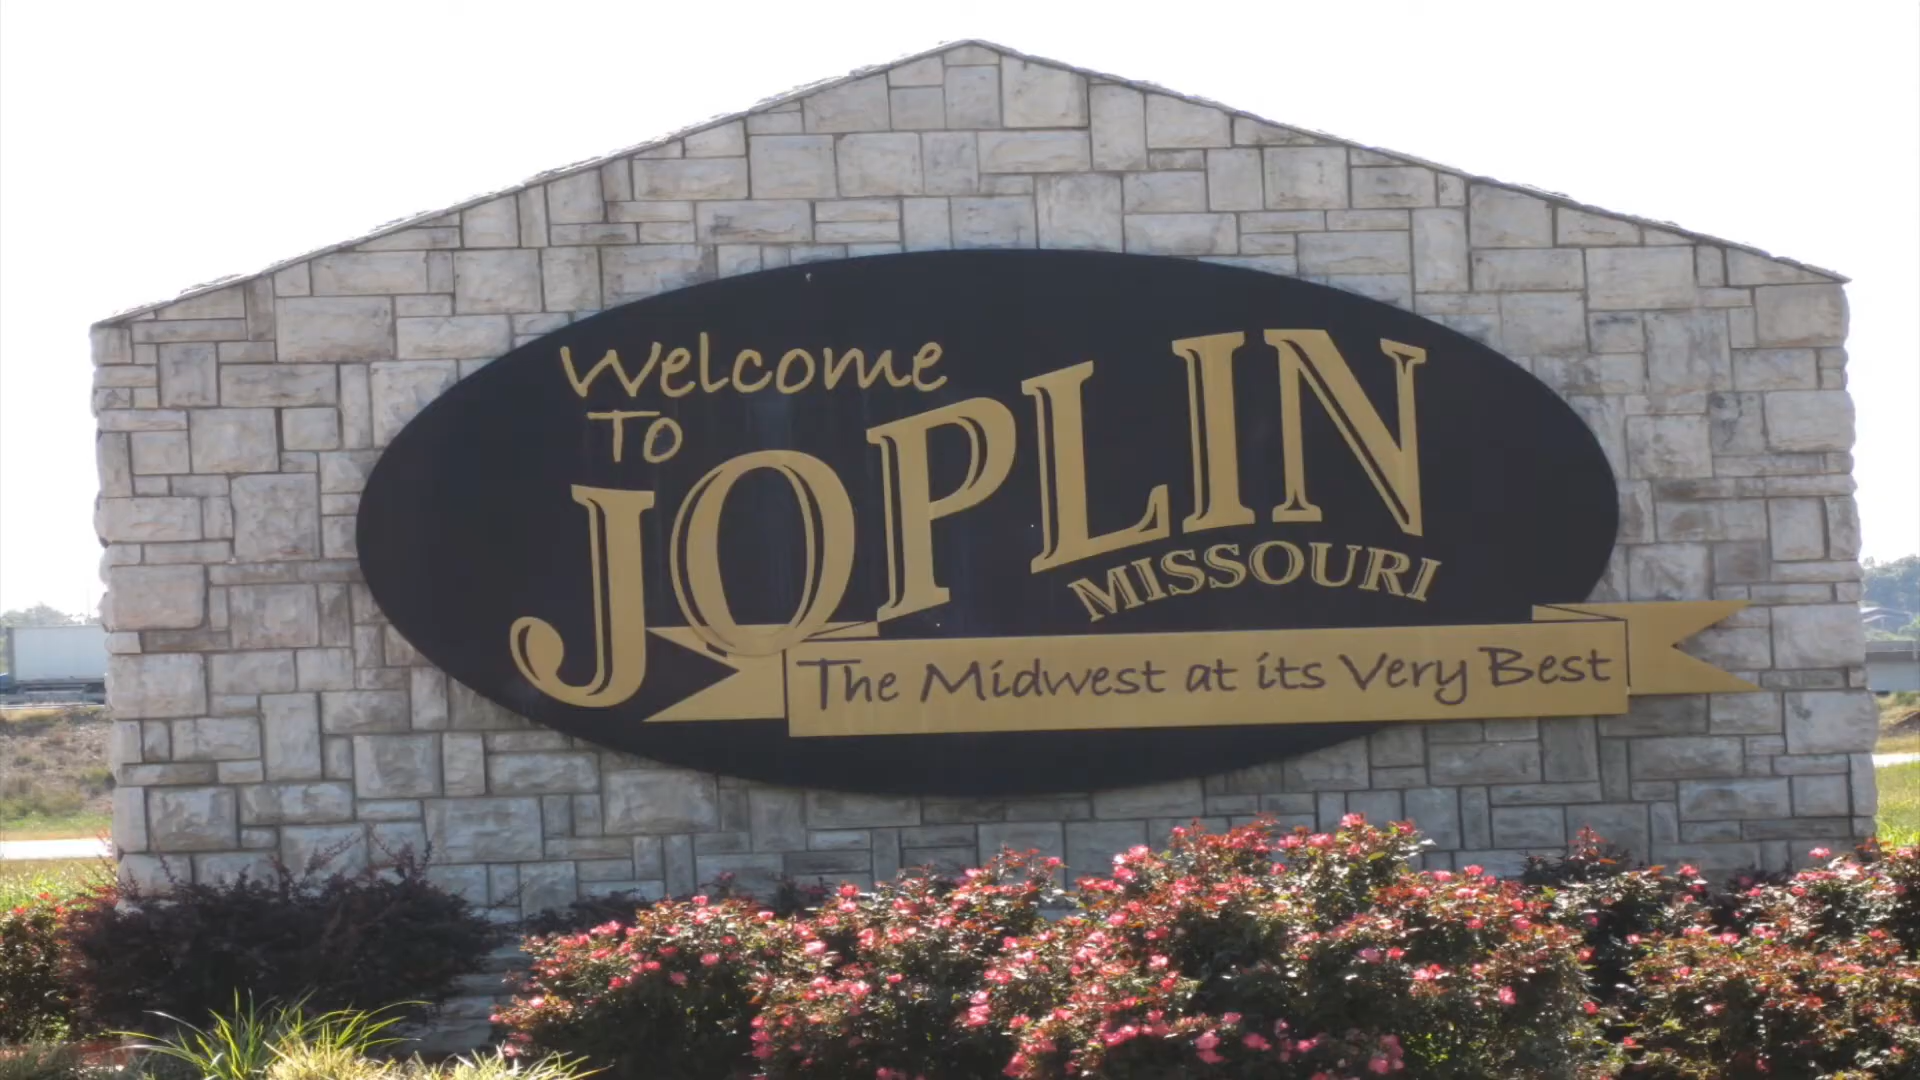 Welcome
To
JOPLIN
MISSOURI
The Midwest at its Very Best